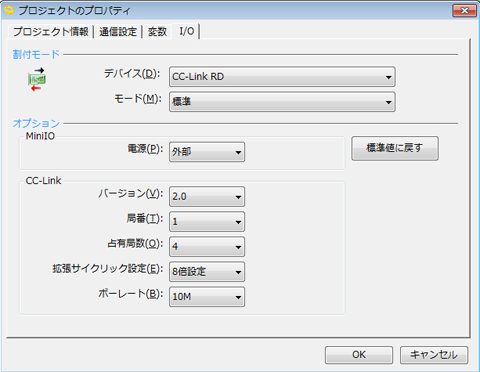 プロジェクトのプロパティ
プロジェクト情報 通信設定 変数 I/O
割付モード
デバイス(D): CC-Link RD
モード(M): 標準
オプション
MiniIO
電源(P): 外部 標準値に戻す
CC-Link
バージョン(V): 2.0
局番(T): 1
占有局数(O): 4
拡張サイクリック設定(E): 8倍設定
ボーレート(B): 10M
OK キャンセル